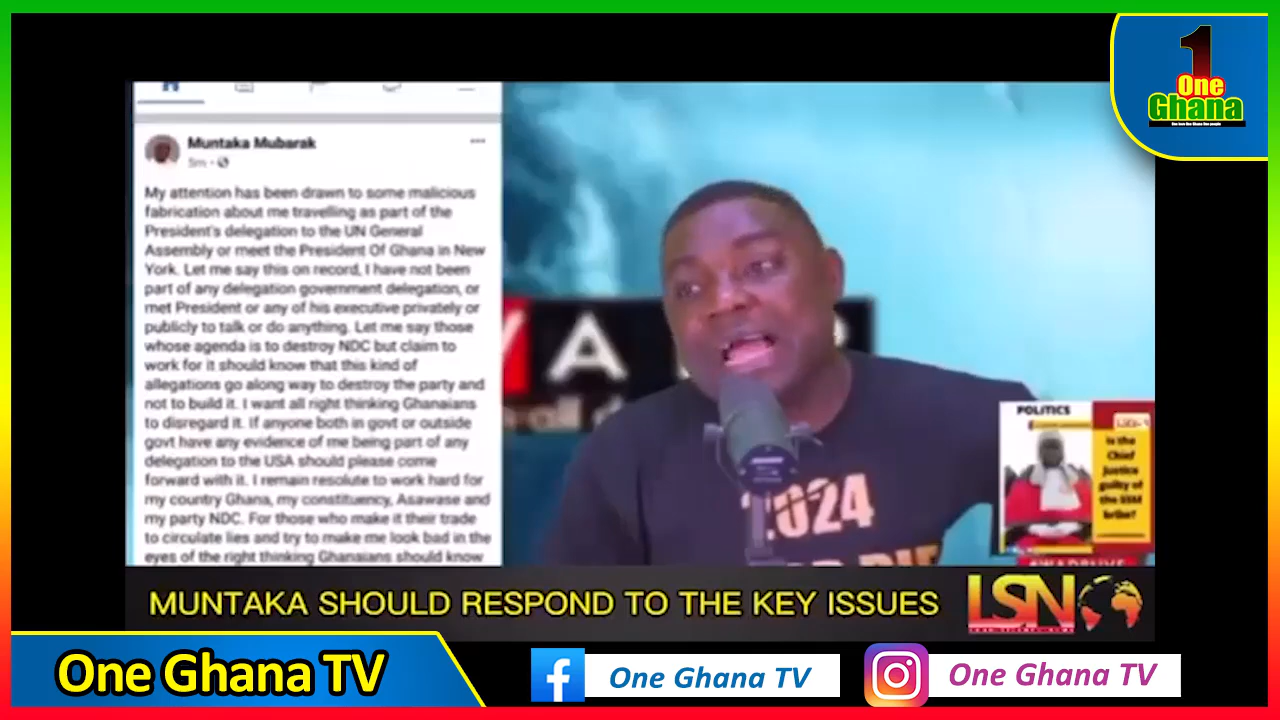 1
One
Ghana
Muntaka Mubarak
5m
My attention has been drawn to some malicious
fabrication about me travelling as part of the
President's delegation to the UN General
Assembly or meet the President Of Ghana in New
York. Let me say this on record, I have not been
part of any delegation government delegation, or
met President or any of his executive privately or
publicly to talk or do anything. Let me say those
whose agenda is to destroy NDC but claim to
work for it should know that this kind of
allegations go along way to destroy the party and
not to build it. I want all right thinking Ghanaians
to disregard it. If anyone both in govt or outside
govt have any evidence of me being part of any
delegation to the USA should please come
forward with it. I remain resolute to work hard for
my country Ghana, my constituency, Asawase and
my party NDC. For those who make it their trade
to circulate lies and try to make me look bad in the
eyes of the right thinking Ghanaians should know
A
2024
POLITICS
Is the
Chief
Justice
guilty of
the $5M
bribe?
MUNTAKA SHOULD RESPOND TO THE KEY ISSUES
LSN
One Ghana TV
One Ghana TV
One Ghana TV